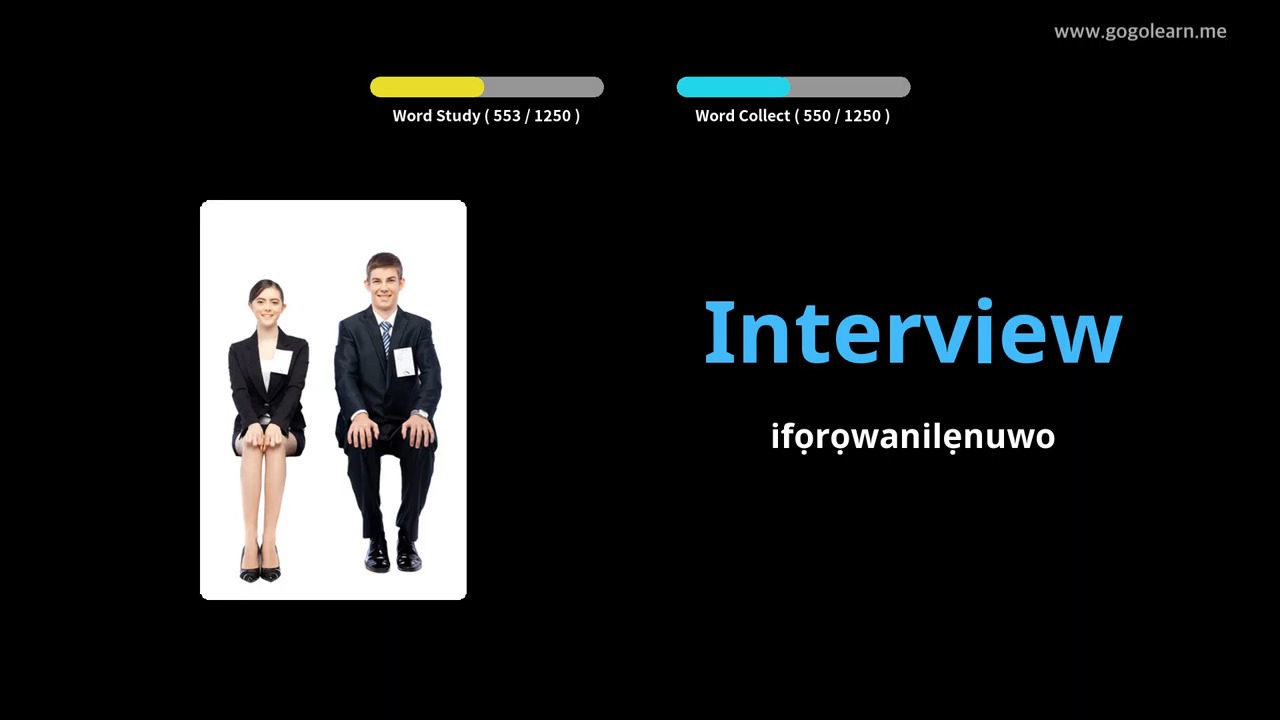 www.gogolearn.me
Word Study ( 553 / 1250 )
Word Collect ( 550 / 1250 )
Interview
ifọrọwanilẹnuwo